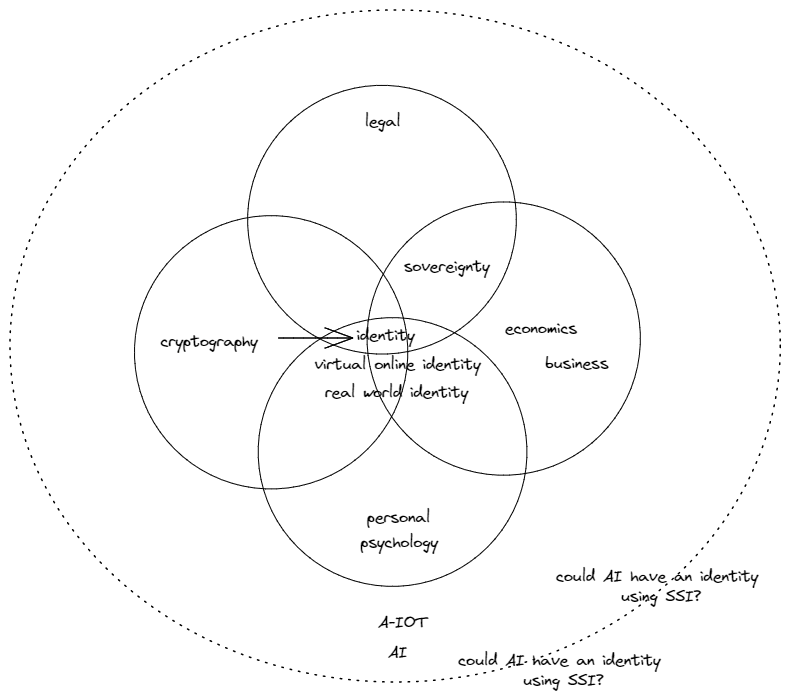 legal
sovereignty
cryptography
identity
economics
virtual online identity
business
real world identity
personal
psychology
could AI have an identity
using SSI?
A-IOT
AI
could AI have an identity
using SSI?